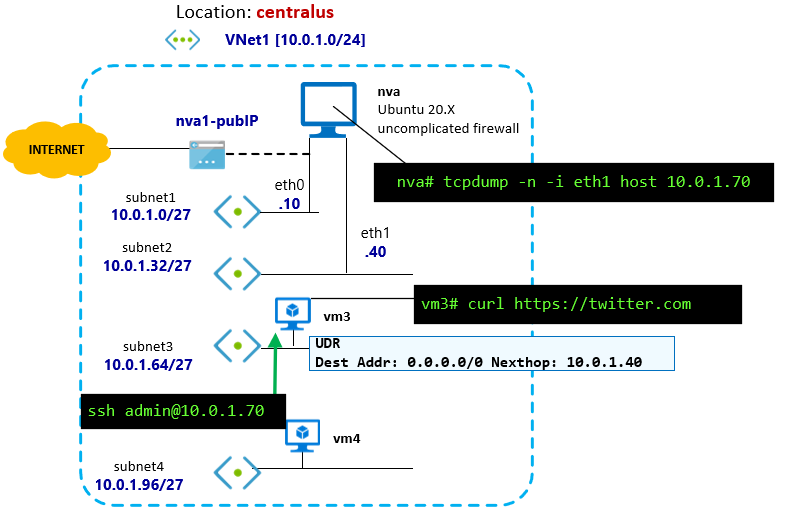 Location: centralus
VNet1 [10.0.1.0/24]
nva
Ubuntu 20.X
uncomplicated firewall
nva1-pubIP
INTERNET
nva# tcpdump -n -i eth1 host 10.0.1.70
subnet1
10.0.1.0/27
eth0
.10
subnet2
10.0.1.32/27
eth1
.40
vm3# curl https://twitter.com
vm3
subnet3
10.0.1.64/27
UDR
Dest Addr: 0.0.0.0/0 Nexthop: 10.0.1.40
ssh admin@10.0.1.70
vm4
subnet4
10.0.1.96/27